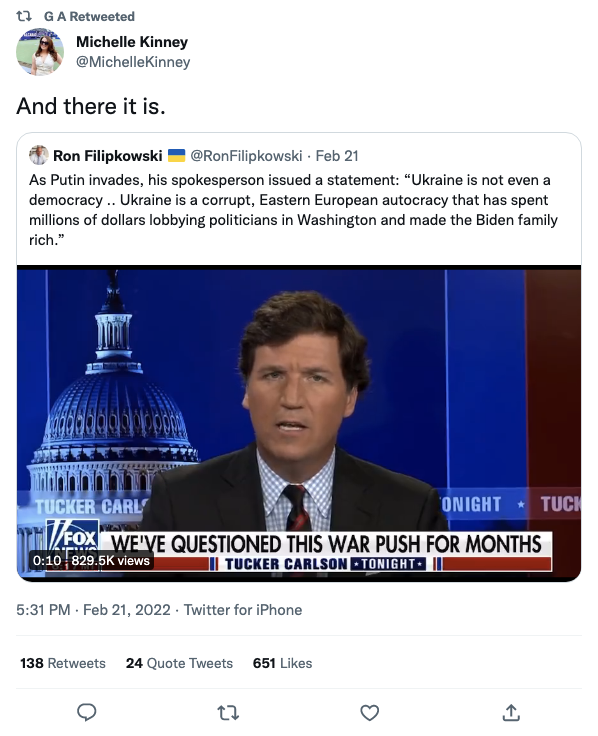 G A Retweeted
Michelle Kinney
@MichelleKinney
And there it is.
Ron Filipkowski 🇺🇦 @RonFilipkowski · Feb 21
As Putin invades, his spokesperson issued a statement: “Ukraine is not even a
democracy .. Ukraine is a corrupt, Eastern European autocracy that has spent
millions of dollars lobbying politicians in Washington and made the Biden family
rich.”
TUCKER CARL
ONIGHT ★ TUCK
FOX
NEWS
WE'VE QUESTIONED THIS WAR PUSH FOR MONTHS
0:10 829.5K views
TUCKER CARLSON ★TONIGHT★
5:31 PM · Feb 21, 2022 · Twitter for iPhone
138 Retweets 24 Quote Tweets 651 Likes